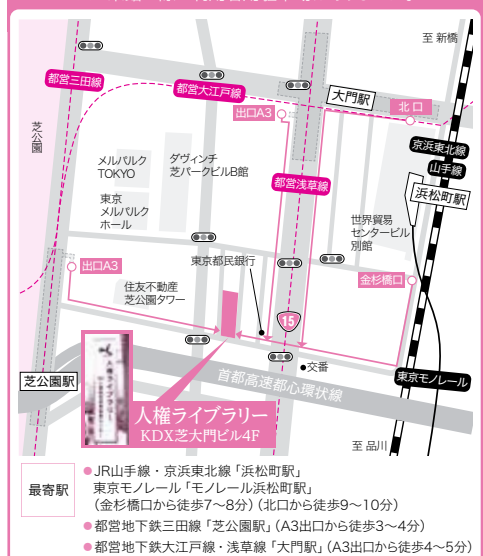 至 新橋
都営三田線
都営大江戸線
大門駅
北口
出口A3
芝公園
京浜東北線
山手線
メルパルク
TOKYO
ダヴィンチ
芝パークビルB館
都営浅草線
浜松町駅
東京
メルパルク
ホール
世界貿易
センタービル
別館
出口A3
東京都民銀行
金杉橋口
住友不動産
芝公園タワー
15
交番
芝公園駅
首都高速都心環状線
東京モノレール
人権ライブラリー
人権ライブラリー
KDX芝大門ビル4F
至 品川
最寄駅
●JR山手線・京浜東北線「浜松町駅」
東京モノレール「モノレール浜松町駅」
(金杉橋口から徒歩7〜8分)(北口から徒歩9〜10分)
●都営地下鉄三田線「芝公園駅」(A3出口から徒歩3〜4分)
●都営地下鉄大江戸線・浅草線「大門駅」(A3出口から徒歩4〜5分)